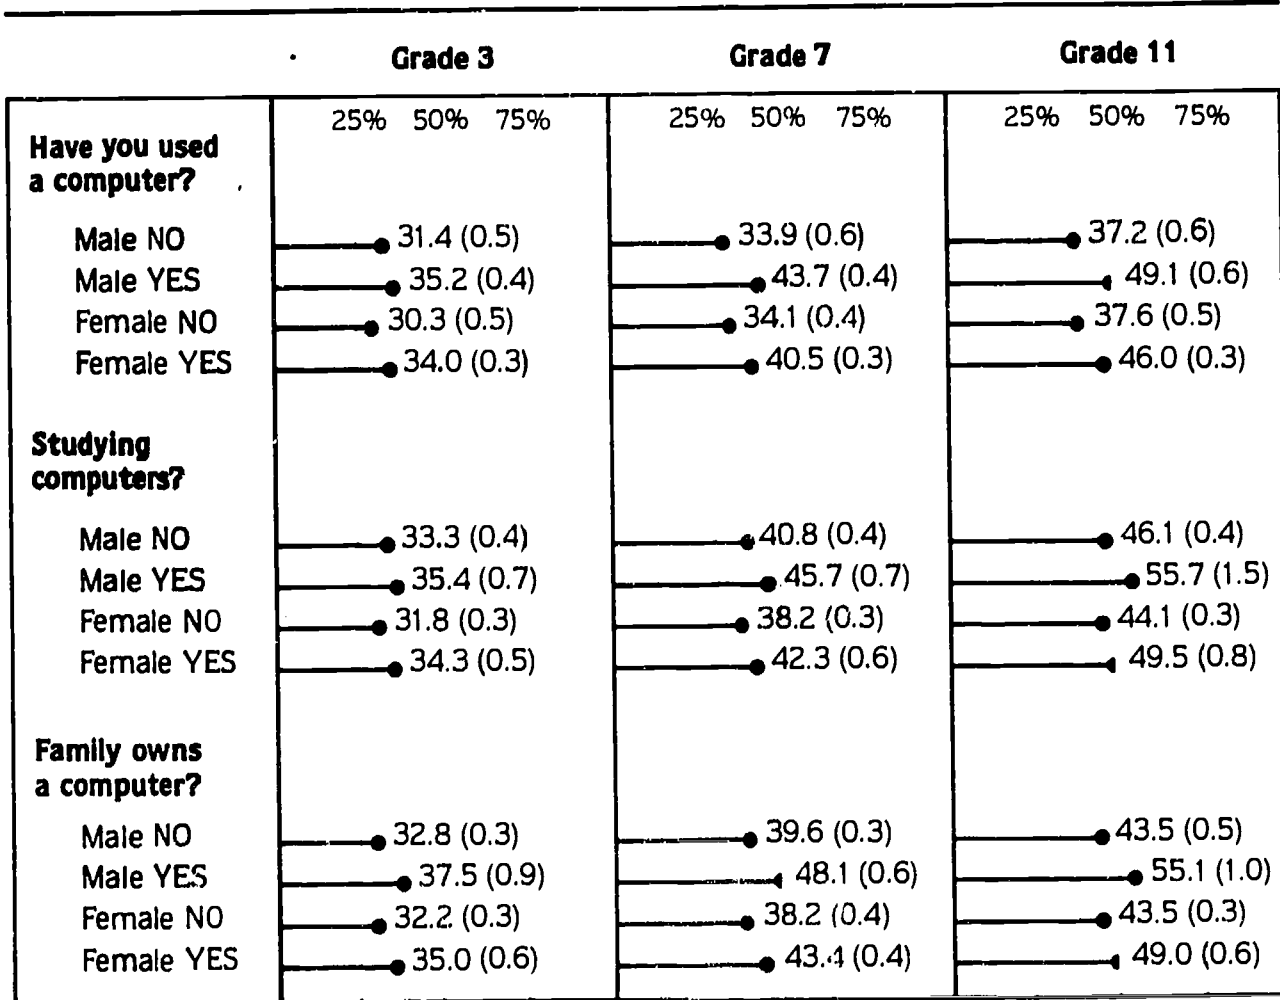 Grade 3 Grade 7 Grade 11
25% 50% 75% 25% 50% 75% 25% 50% 75%
Have you used
a computer?
Male NO 31.4 (0.5) 33.9 (0.6) 37.2 (0.6)
Male YES 35.2 (0.4) 43.7 (0.4) 49.1 (0.6)
Female NO 30.3 (0.5) 34.1 (0.4) 37.6 (0.5)
Female YES 34.0 (0.3) 40.5 (0.3) 46.0 (0.3)
Studying
computers?
Male NO 33.3 (0.4) 40.8 (0.4) 46.1 (0.4)
Male YES 35.4 (0.7) 45.7 (0.7) 55.7 (1.5)
Female NO 31.8 (0.3) 38.2 (0.3) 44.1 (0.3)
Female YES 34.3 (0.5) 42.3 (0.6) 49.5 (0.8)
Family owns
a computer?
Male NO 32.8 (0.3) 39.6 (0.3) 43.5 (0.5)
Male YES 37.5 (0.9) 48.1 (0.6) 55.1 (1.0)
Female NO 32.2 (0.3) 38.2 (0.4) 43.5 (0.3)
Female YES 35.0 (0.6) 43.4 (0.4) 49.0 (0.6)